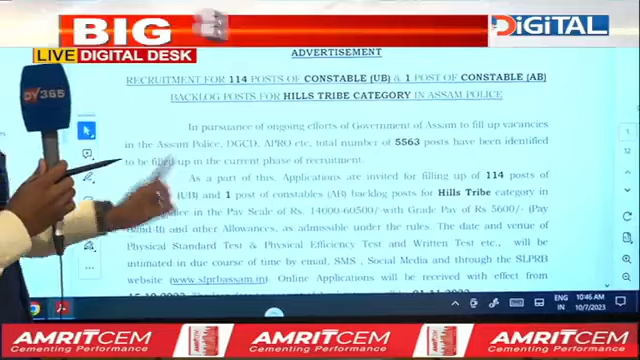 BIG
DiGiTAL
LIVE DIGITAL DESK
ADVERTISEMENT
RECRUITMENT FOR 114 POSTS OF CONSTABLE (UB) & 1 POST OF CONSTABLE (AB)
BACKLOG POSTS FOR HILLS TRIBE CATEGORY IN ASSAM POLICE
In pursuance of ongoing efforts of Government of Assam to fill up vacancies
in the Assam Police, DGCD, APRO etc, total number of 5563 posts have been identified
to be filled up in the current phase of recruitment.
As a part of this, Applications are invited for filling up of 114 posts of
(UB) and 1 post of constables (AB) backlog posts for Hills Tribe category in
in the Pay Scale of Rs. 14000-60500/- with Grade Pay of Rs 5600/- (Pay
and other Allowances, as admissible under the rules. The date and venue of
Physical Standard Test & Physical Efficiency Test and Written Test etc., will be
intimated in due course of time by email, SMS , Social Media and through the SLPRB
website (www.slprbassam.in). Online Applications will be received with effect from
DY365
1
12
ENG
IN
10:46 AM
10/7/2023
AMRITCEM
Cementing Performance
AMRITCEM
Cementing Performance
AMRITCEM
Cementing Performance